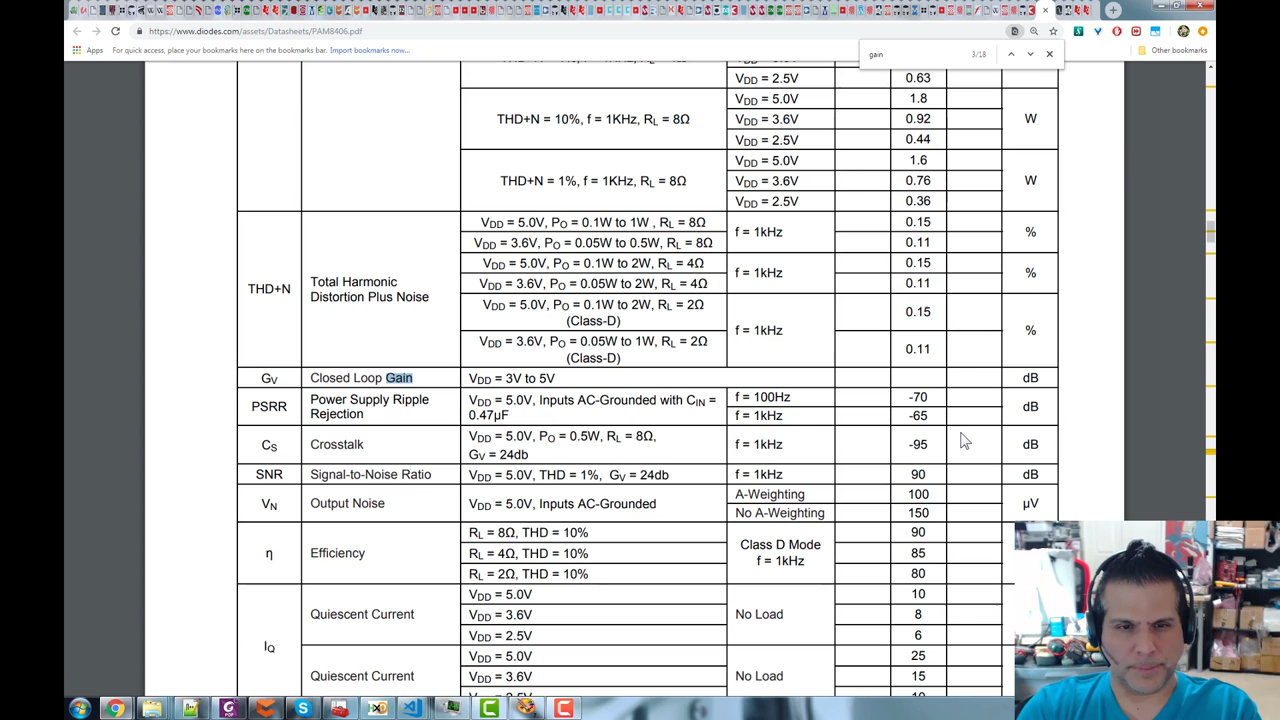 https://www.diodes.com/assets/Datasheets/PAM8406.pdf
Apps
For quick access, place your bookmarks here on the bookmarks bar.
Import bookmarks now...
Other bookmarks
gain
3/18
VDD = 2.5V 0.63
THD+N = 10%, f = 1KHz, RL = 8Ω
VDD = 5.0V 1.8
VDD = 3.6V 0.92
VDD = 2.5V 0.44
W
THD+N = 1%, f = 1KHz, RL = 8Ω
VDD = 5.0V 1.6
VDD = 3.6V 0.76
VDD = 2.5V 0.36
W
THD+N
Total Harmonic
Distortion Plus Noise
VDD = 5.0V, PO = 0.1W to 1W , RL = 8Ω
VDD = 3.6V, PO = 0.05W to 0.5W, RL = 8Ω
f = 1kHz
0.15
0.11
%
VDD = 5.0V, PO = 0.1W to 2W, RL = 4Ω
VDD = 3.6V, PO = 0.05W to 2W, RL = 4Ω
f = 1kHz
0.15
0.11
%
VDD = 5.0V, PO = 0.1W to 2W, RL = 2Ω
(Class-D)
VDD = 3.6V, PO = 0.05W to 1W, RL = 2Ω
(Class-D)
f = 1kHz
0.15
0.11
%
GV Closed Loop Gain VDD = 3V to 5V dB
PSRR
Power Supply Ripple
Rejection
VDD = 5.0V, Inputs AC-Grounded with CIN =
0.47µF
f = 100Hz -70
f = 1kHz -65
dB
CS Crosstalk
VDD = 5.0V, PO = 0.5W, RL = 8Ω,
GV = 24db
f = 1kHz -95 dB
SNR Signal-to-Noise Ratio VDD = 5.0V, THD = 1%, GV = 24db f = 1kHz 90 dB
VN Output Noise VDD = 5.0V, Inputs AC-Grounded
A-Weighting 100
No A-Weighting 150
µV
η Efficiency
RL = 8Ω, THD = 10%
RL = 4Ω, THD = 10%
RL = 2Ω, THD = 10%
Class D Mode
f = 1kHz
90
85
80
IQ
Quiescent Current
VDD = 5.0V
VDD = 3.6V
VDD = 2.5V
No Load
10
8
6
Quiescent Current
VDD = 5.0V
VDD = 3.6V
No Load
25
15